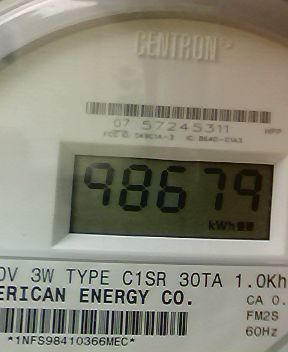 CENTRON
07 57245311
98679
kWh
0V 3W TYPE C1SR 30TA 1.0Kh
ERICAN ENERGY CO.
CA 0.
FM2S
60Hz
*1NFS98410366MEC*